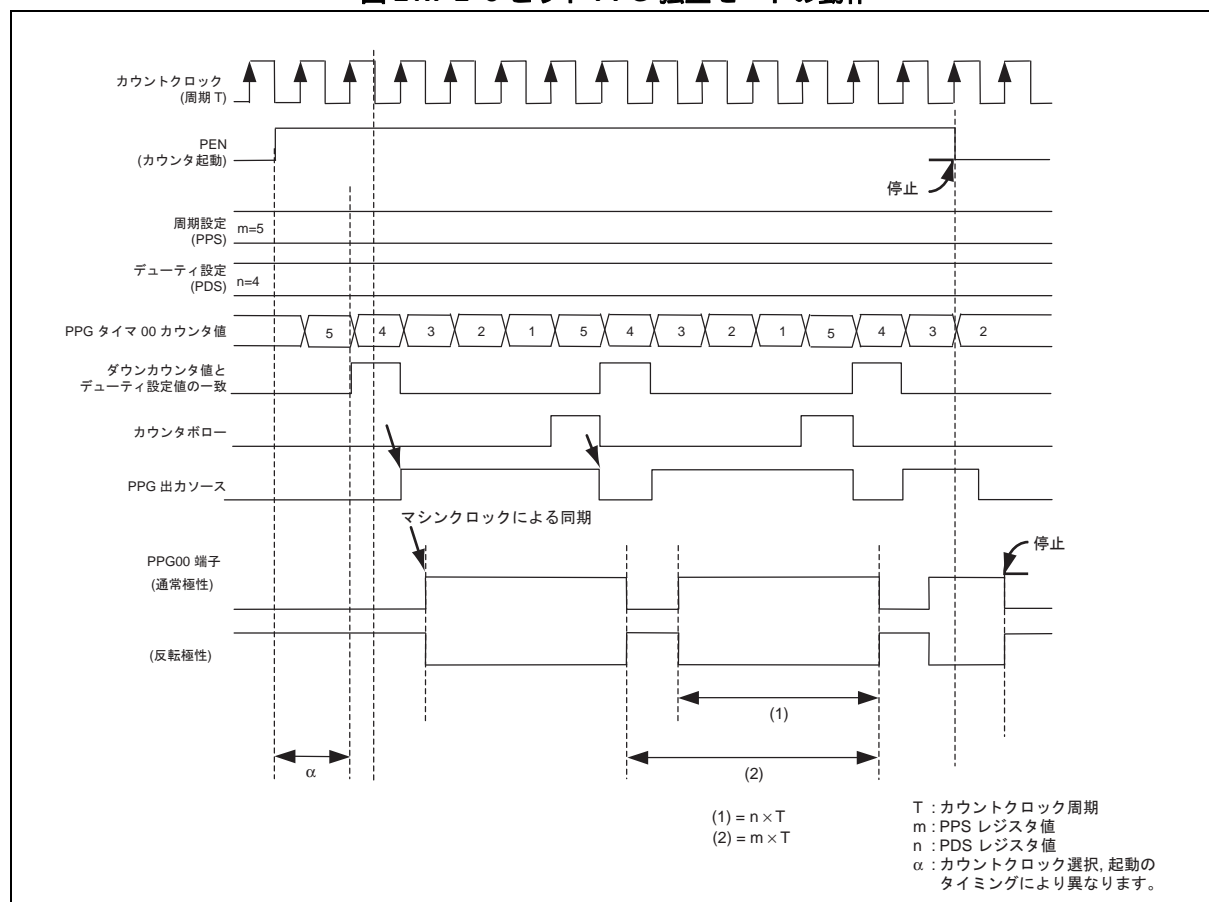 カウントクロック
(周期 T)
PEN
(カウンタ起動)
停止
周期設定
(PPS)
m=5
デューティ設定
(PDS)
n=4
PPG タイマ 00 カウンタ値
5 4 3 2 1 5 4 3 2 1 5 4 3 2
ダウンカウンタ値と
デューティ設定値の一致
カウンタボロー
PPG 出力ソース
マシンクロックによる同期
PPG00 端子
(通常極性)
停止
(反転極性)
(1)
α
(2)
(1) = n × T
(2) = m × T
T : カウントクロック周期
m : PPS レジスタ値
n : PDS レジスタ値
α : カウントクロック選択, 起動の
タイミングにより異なります。